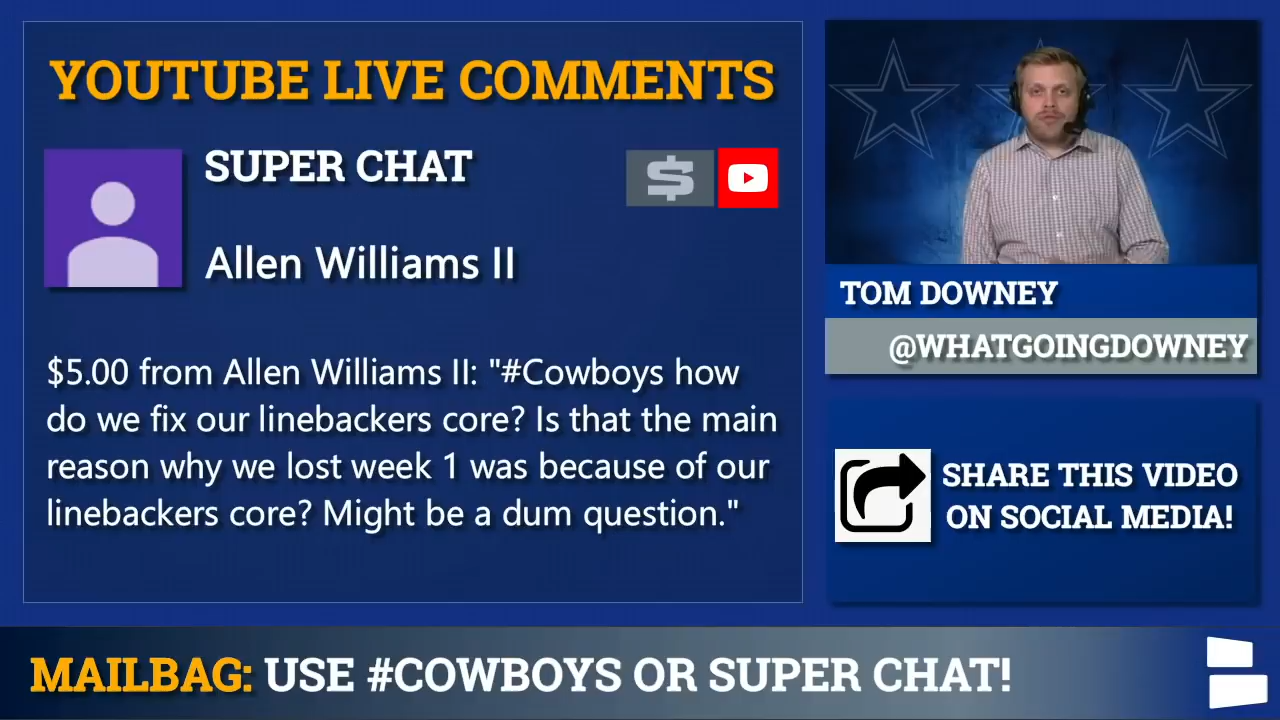 YOUTUBE LIVE COMMENTS
SUPER CHAT
Allen Williams II
$5.00 from Allen Williams II: "#Cowboys how
do we fix our linebackers core? Is that the main
reason why we lost week 1 was because of our
linebackers core? Might be a dum question."
TOM DOWNEY
@WHATGOINGDOWNEY
SHARE THIS VIDEO
ON SOCIAL MEDIA!
MAILBAG: USE #COWBOYS OR SUPER CHAT!